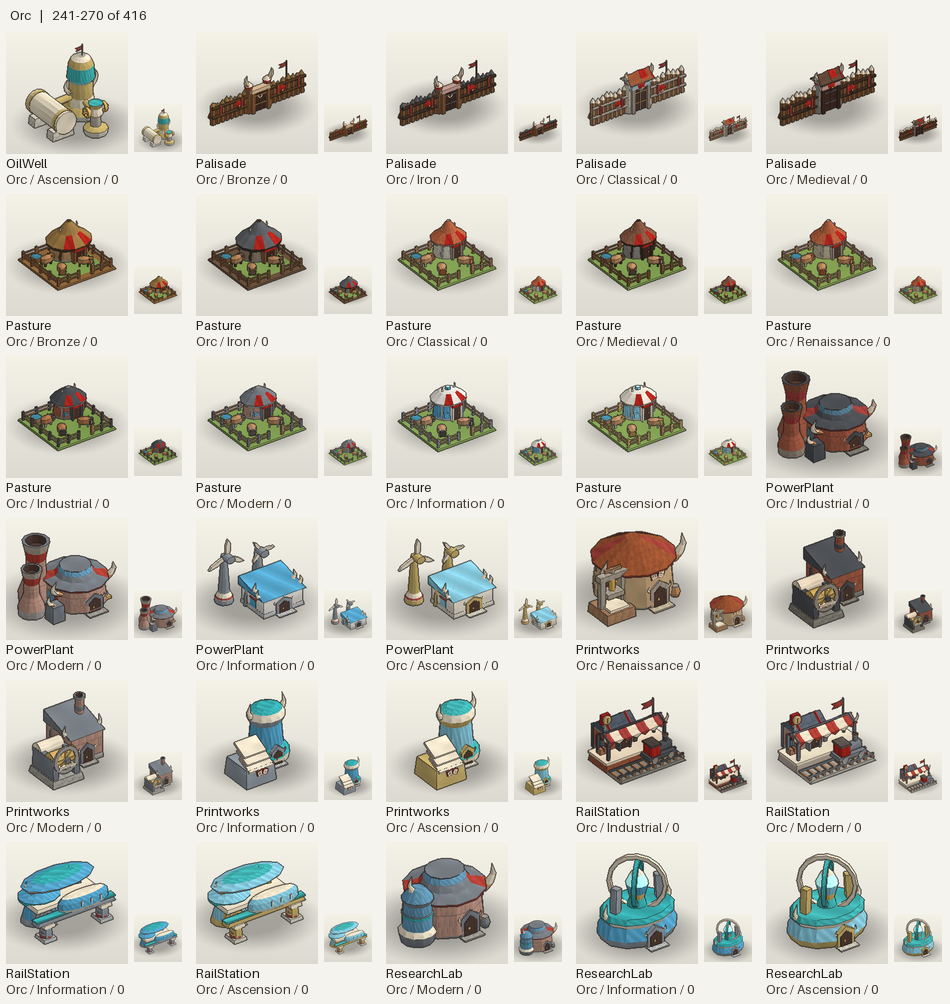 Orc | 241-270 of 416
OilWell
Orc / Ascension / 0
Palisade
Orc / Bronze / 0
Palisade
Orc / Iron / 0
Palisade
Orc / Classical / 0
Palisade
Orc / Medieval / 0
Pasture
Orc / Bronze / 0
Pasture
Orc / Iron / 0
Pasture
Orc / Classical / 0
Pasture
Orc / Medieval / 0
Pasture
Orc / Renaissance / 0
Pasture
Orc / Industrial / 0
Pasture
Orc / Modern / 0
Pasture
Orc / Information / 0
Pasture
Orc / Ascension / 0
PowerPlant
Orc / Industrial / 0
PowerPlant
Orc / Modern / 0
PowerPlant
Orc / Information / 0
PowerPlant
Orc / Ascension / 0
Printworks
Orc / Renaissance / 0
Printworks
Orc / Industrial / 0
Printworks
Orc / Modern / 0
Printworks
Orc / Information / 0
Printworks
Orc / Ascension / 0
RailStation
Orc / Industrial / 0
RailStation
Orc / Modern / 0
RailStation
Orc / Information / 0
RailStation
Orc / Ascension / 0
ResearchLab
Orc / Modern / 0
ResearchLab
Orc / Information / 0
ResearchLab
Orc / Ascension / 0